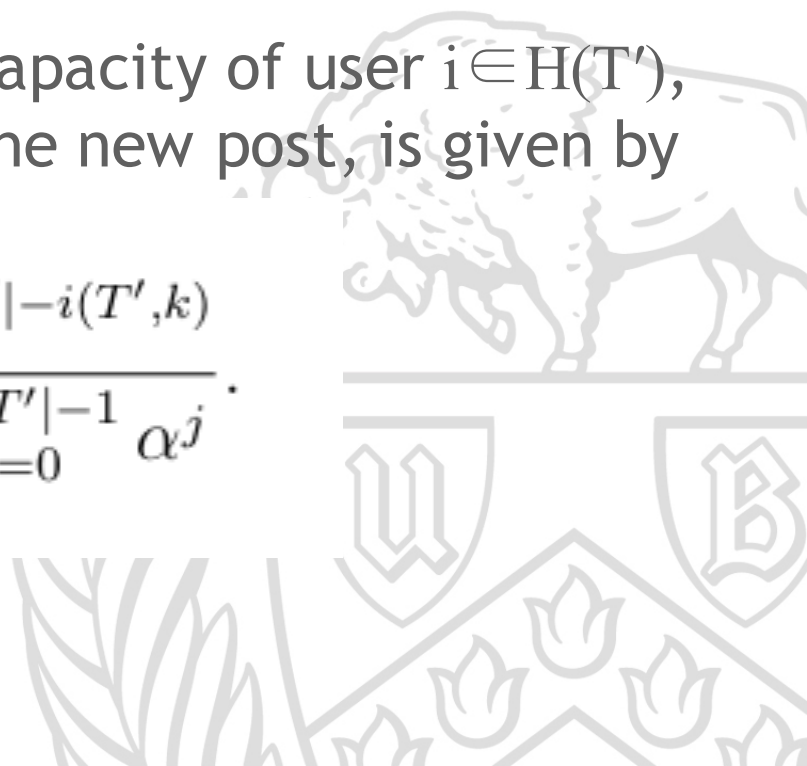 apacity of user i∈H(T′),
he new post, is given by
|−i(T′,k)
T′|−1
=0 α^j .
U B